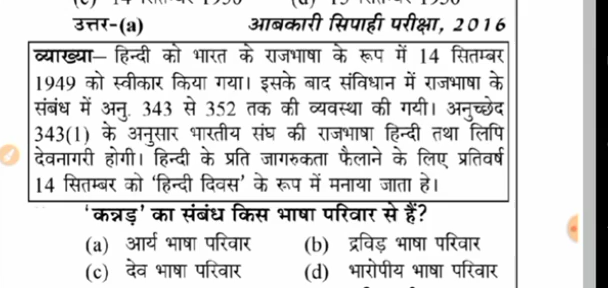 उत्तर-(a) आबकारी सिपाही परीक्षा, 2016
व्याख्या– हिन्दी को भारत के राजभाषा के रूप में 14 सितम्बर
1949 को स्वीकार किया गया। इसके बाद संविधान में राजभाषा के
संबंध में अनु. 343 से 352 तक की व्यवस्था की गयी। अनुच्छेद
343(1) के अनुसार भारतीय संघ की राजभाषा हिन्दी तथा लिपि
देवनागरी होगी। हिन्दी के प्रति जागरुकता फैलाने के लिए प्रतिवर्ष
14 सितम्बर को 'हिन्दी दिवस' के रूप में मनाया जाता हे।
'कन्नड़' का संबंध किस भाषा परिवार से हैं?
(a) आर्य भाषा परिवार (b) द्रविड़ भाषा परिवार
(c) देव भाषा परिवार (d) भारोपीय भाषा परिवार